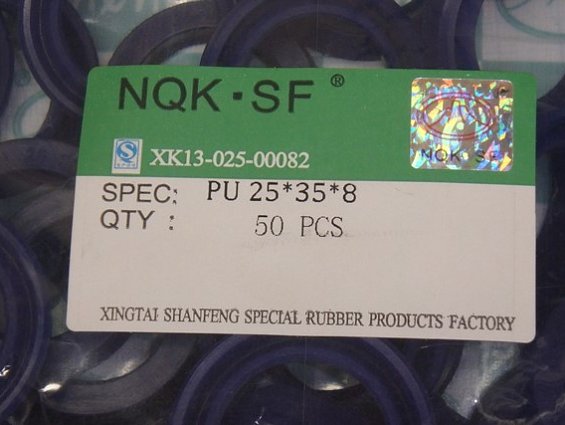 NQK·SF®
NQK SF
XK13-025-00082
SPEC: PU 25*35*8
QTY : 50 PCS
XINGTAI SHANFENG SPECIAL RUBBER PRODUCTS FACTORY